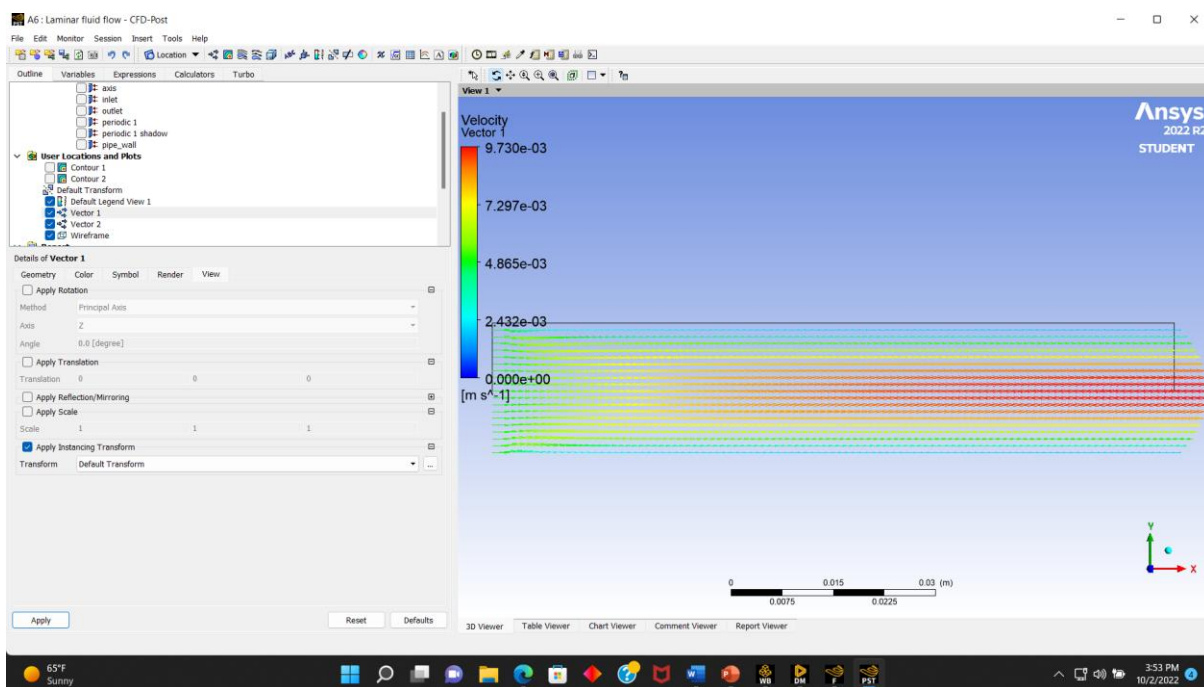 A6 : Laminar fluid flow - CFD-Post
File Edit Monitor Session Insert Tools Help
Location
Outline Variables Expressions Calculators Turbo
axis
inlet
outlet
periodic 1
periodic 1 shadow
pipe_wall
User Locations and Plots
Contour 1
Contour 2
Default Transform
Default Legend View 1
Vector 1
Vector 2
Wireframe
Details of Vector 1
Geometry Color Symbol Render View
Apply Rotation
Method Principal Axis
Axis Z
Angle 0.0 [degree]
Apply Translation
Translation 0 0 0
Apply Reflection/Mirroring
Apply Scale
Scale 1 1 1
Apply Instancing Transform
Transform Default Transform ...
Apply Reset Defaults
View 1
Velocity
Vector 1
9.730e-03
7.297e-03
4.865e-03
2.432e-03
0.000e+00
[m s^-1]
Ansys
2022 R2
STUDENT
Y
X
0 0.015 0.03 (m)
0.0075 0.0225
3D Viewer Table Viewer Chart Viewer Comment Viewer Report Viewer
65°F
Sunny
WB DM F PST
3:53 PM
10/2/2022